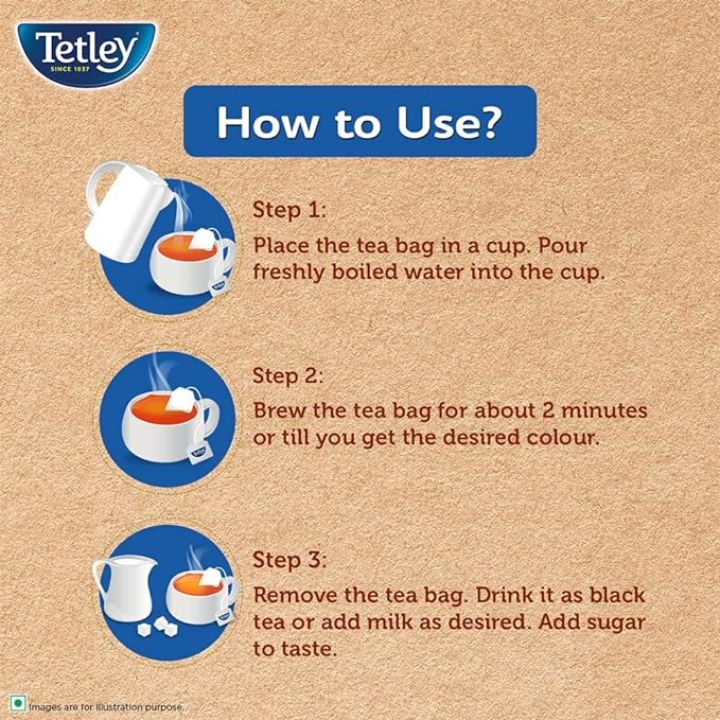 Tetley
SINCE 1837
How to Use?
Step 1:
Place the tea bag in a cup. Pour
freshly boiled water into the cup.
Step 2:
Brew the tea bag for about 2 minutes
or till you get the desired colour.
Step 3:
Remove the tea bag. Drink it as black
tea or add milk as desired. Add sugar
to taste.
Images are for illustration purpose.